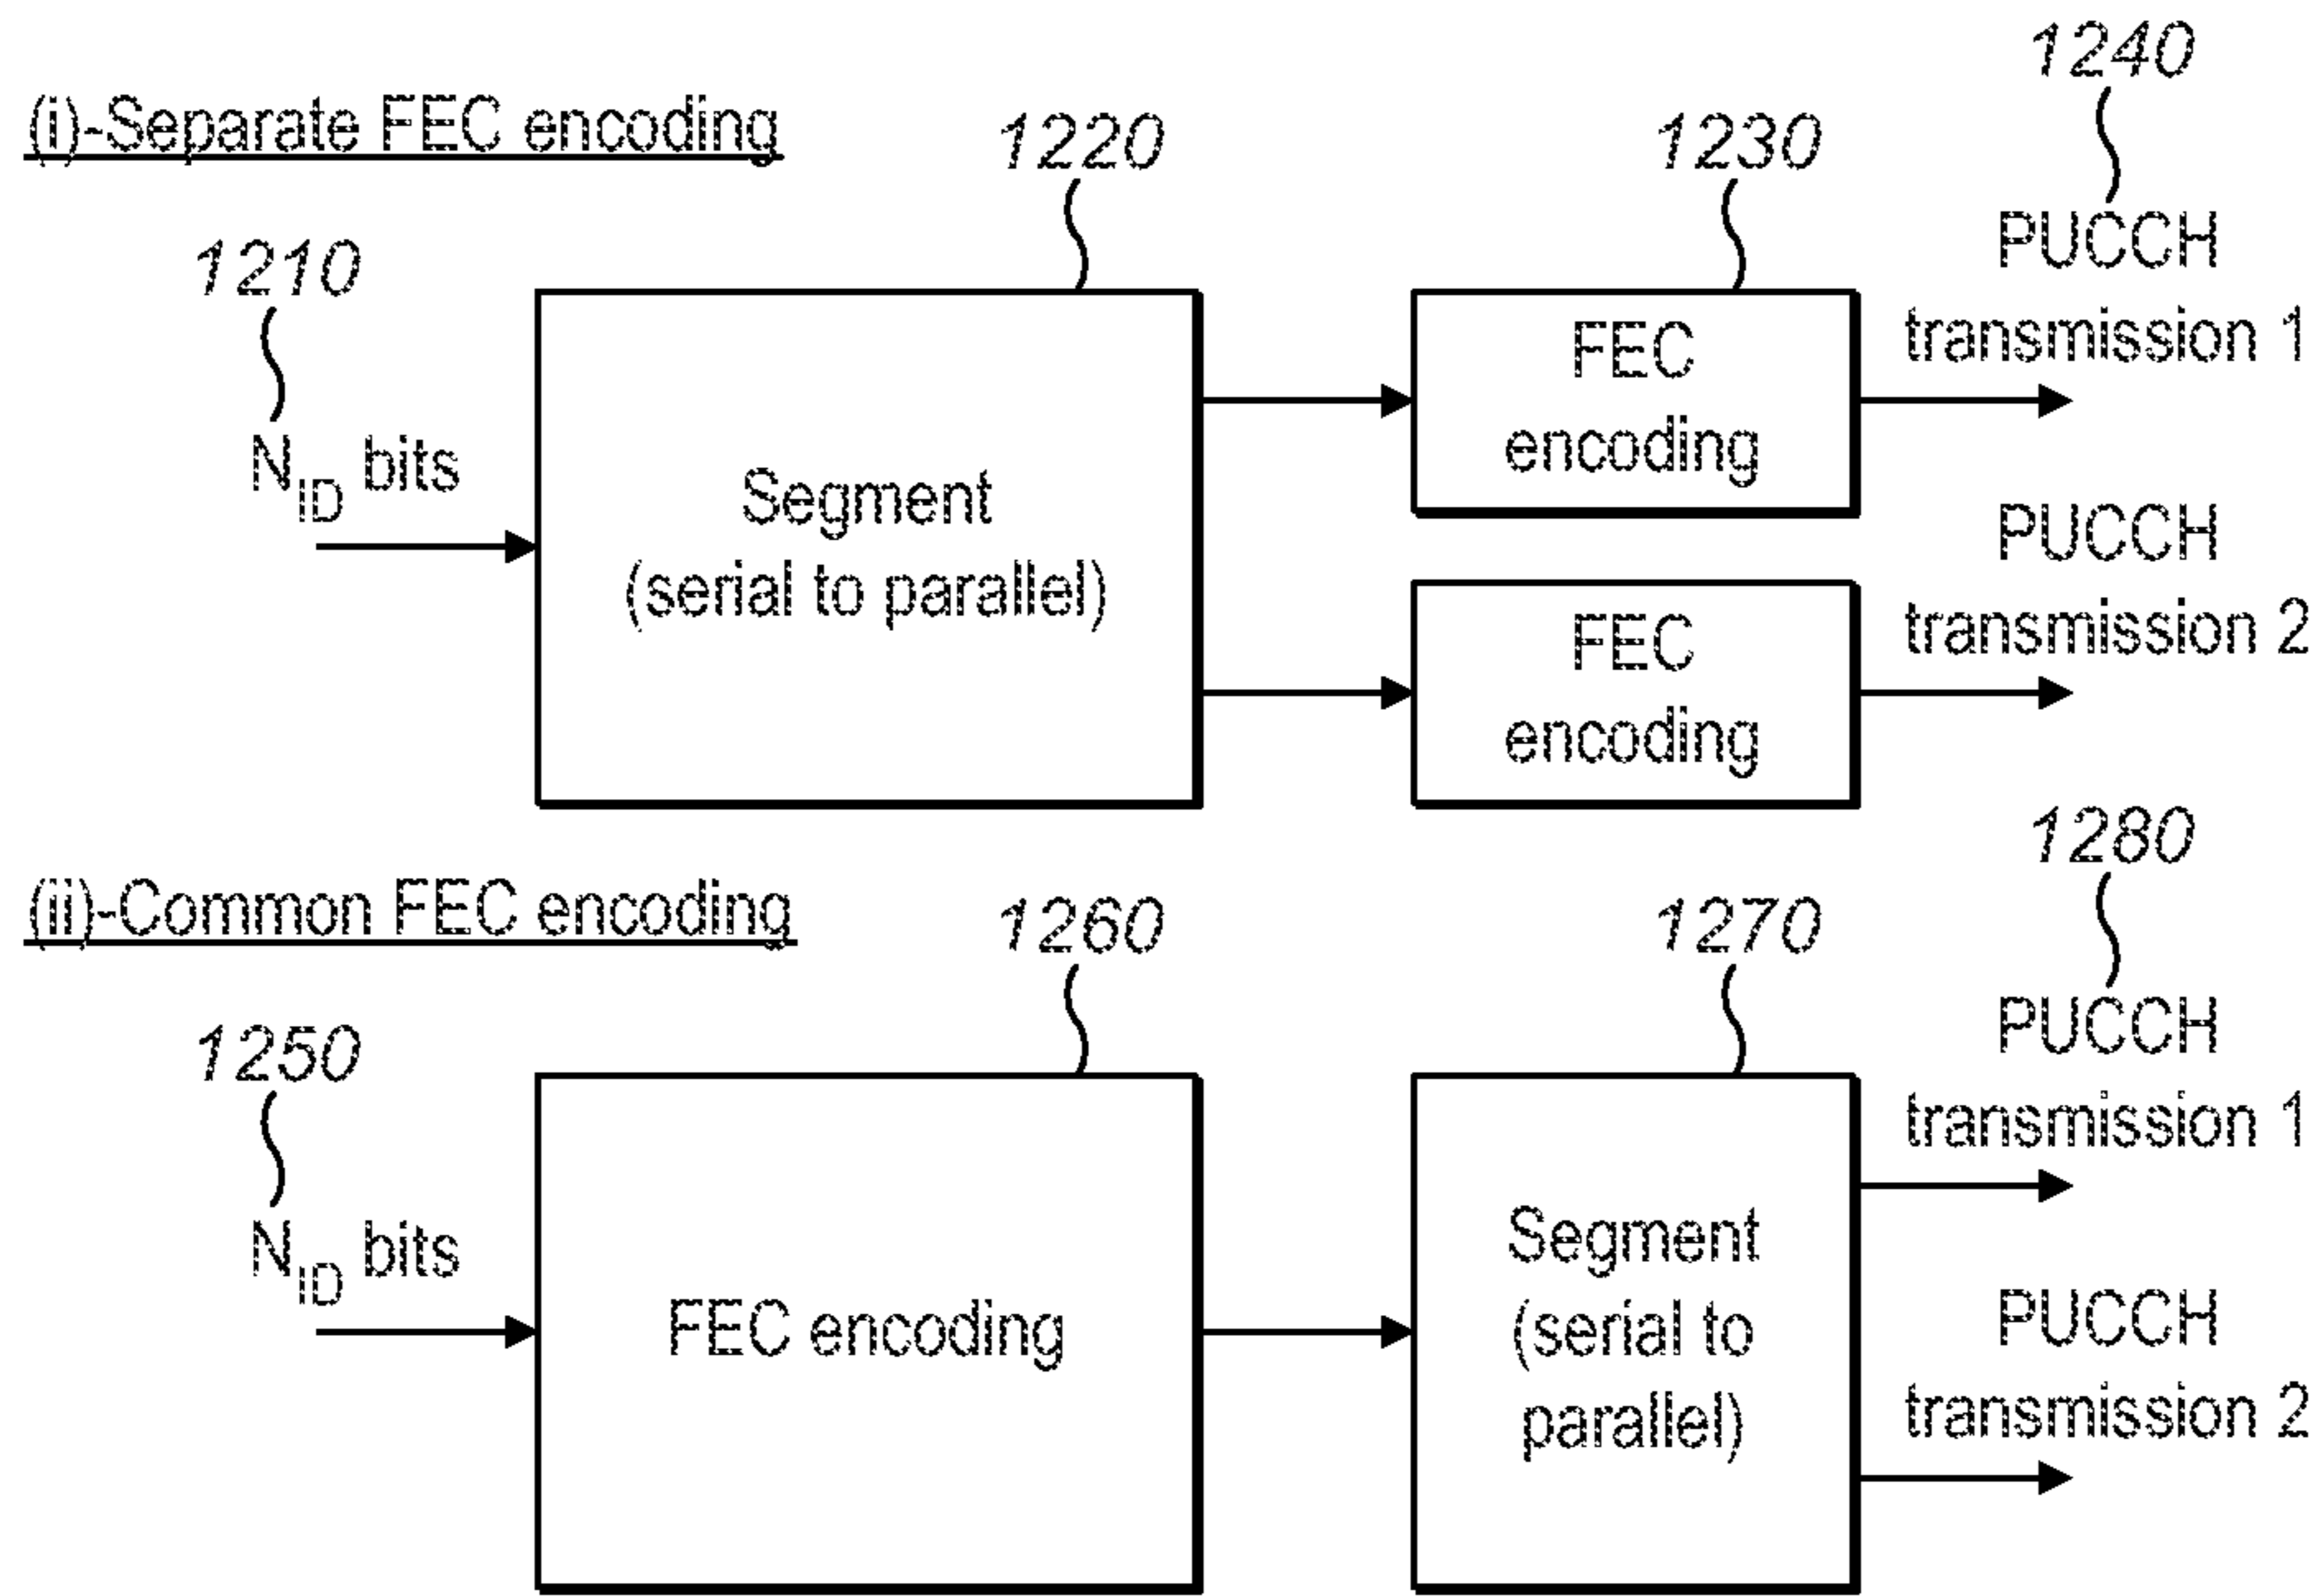 1240
(i)-Separate FEC encoding
1220
1230
PUCCH
transmission 1
1210
N_ID bits
Segment
(serial to parallel)
FEC
encoding
PUCCH
transmission 2
FEC
encoding
(ii)-Common FEC encoding
1260
1270
1280
PUCCH
transmission 1
1250
N_ID bits
FEC encoding
Segment
(serial to
parallel)
PUCCH
transmission 2